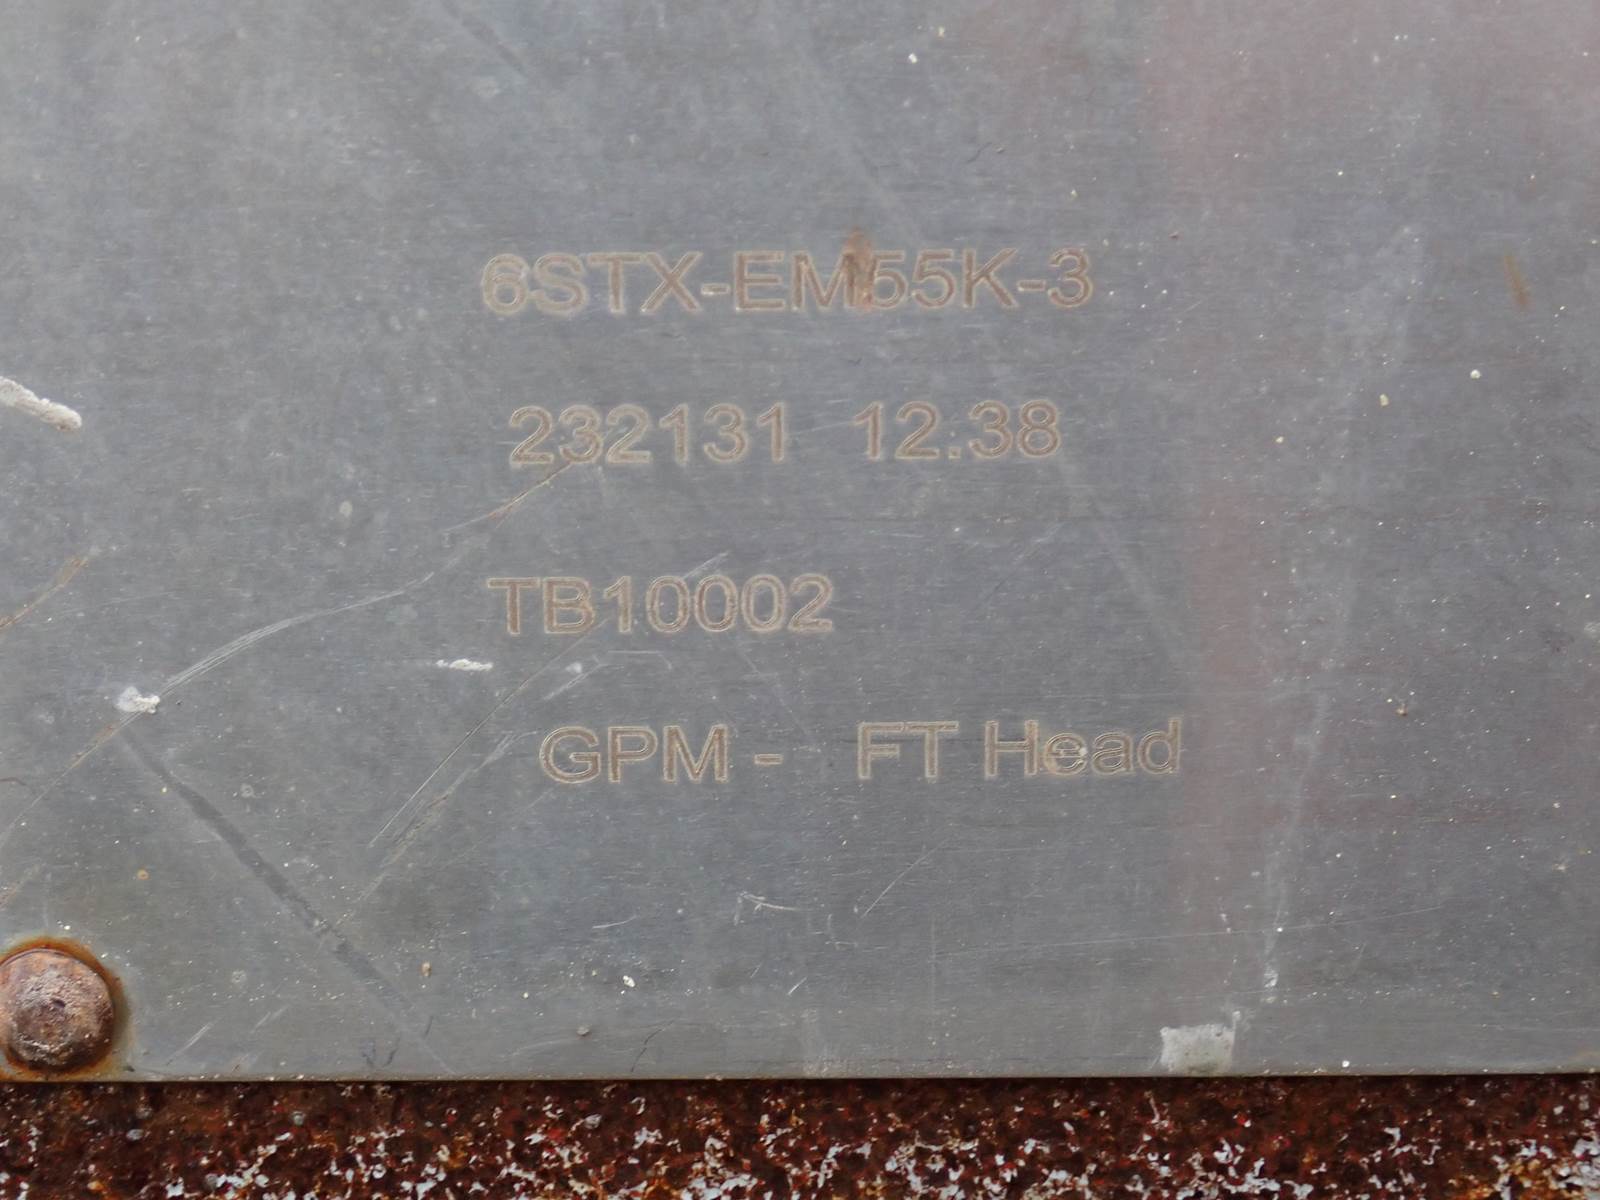 6STX-EM55K-3
232131 12.38
TB10002
GPM - FT Head